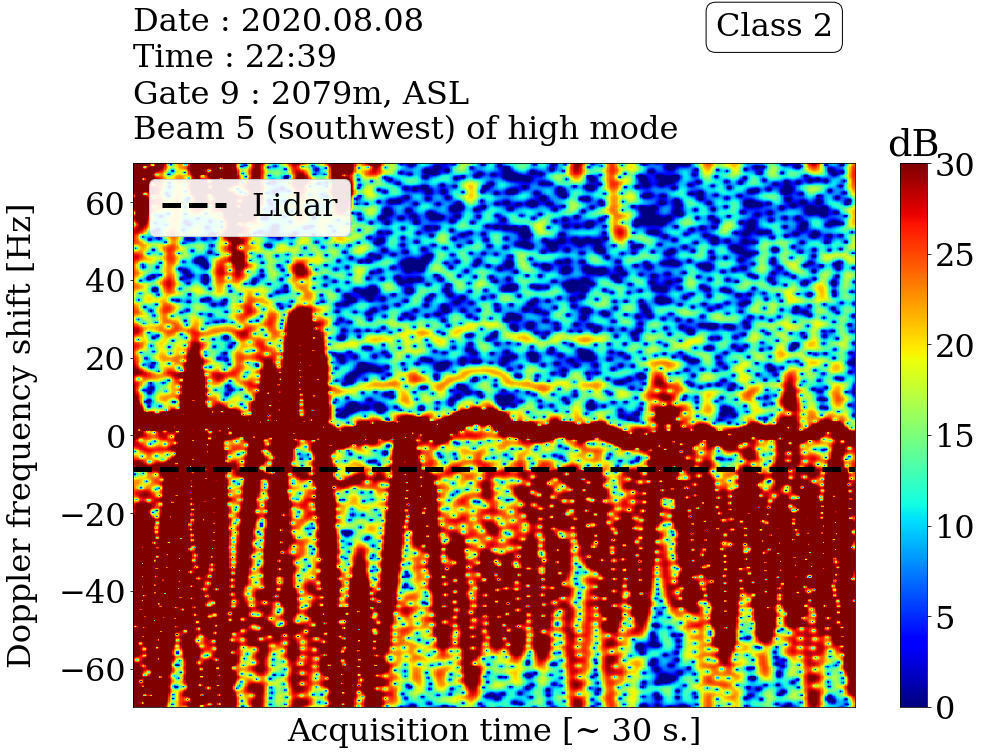 Date : 2020.08.08
Time : 22:39
Gate 9 : 2079m, ASL
Beam 5 (southwest) of high mode
Class 2
dB
Lidar
Doppler frequency shift [Hz]
60
40
20
0
−20
−40
−60
30
25
20
15
10
5
0
Acquisition time [~ 30 s.]